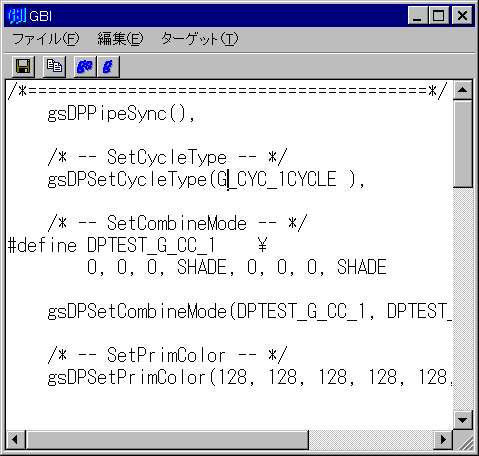 GBI
ファイル(F) 編集(E) ターゲット(T)
/*========================================*/
gsDPPipeSync(),
/* -- SetCycleType -- */
gsDPSetCycleType(G_CYC_1CYCLE ),
/* -- SetCombineMode -- */
#define DPTEST_G_CC_1 ¥
0, 0, 0, SHADE, 0, 0, 0, SHADE
gsDPSetCombineMode(DPTEST_G_CC_1, DPTEST_
/* -- SetPrimColor -- */
gsDPSetPrimColor(128, 128, 128, 128, 128,